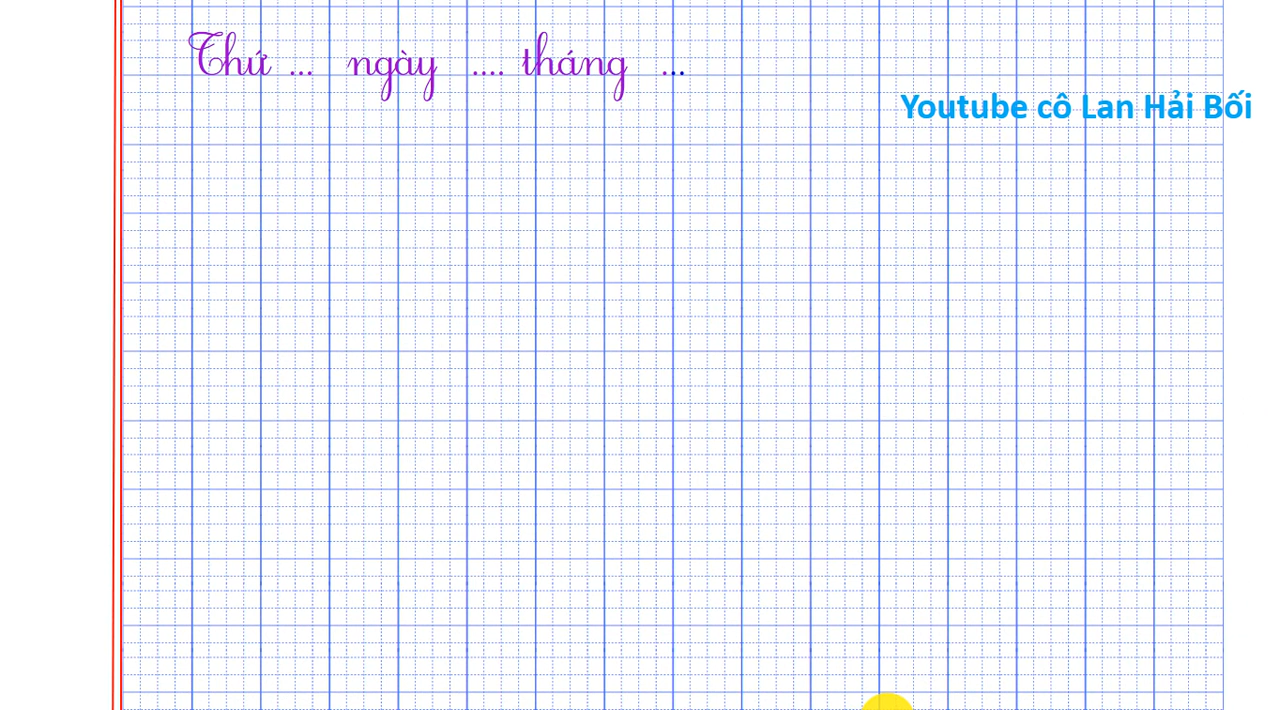 Thứ ... ngày .... tháng ...
Youtube cô Lan Hải Bối